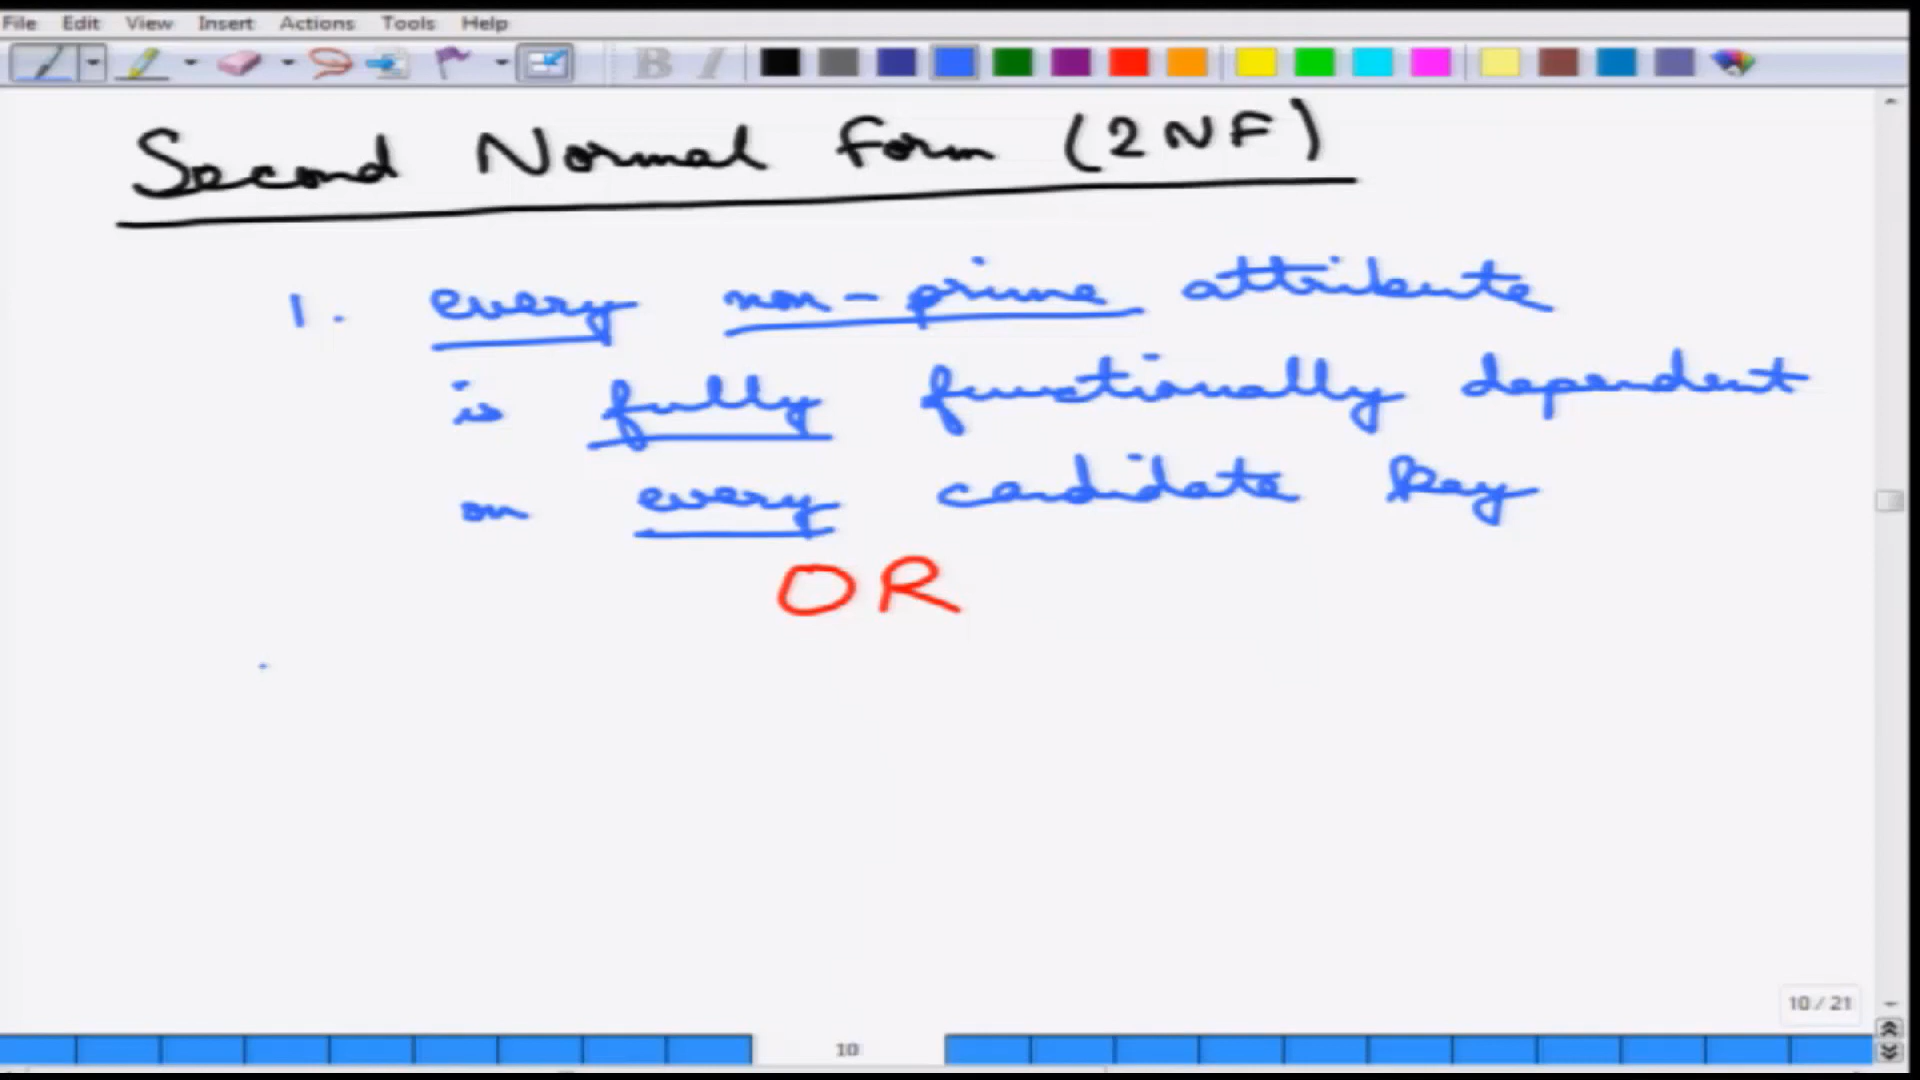 File Edit View Insert Actions Tools Help
B I
Second Normal Form (2NF)
1. every non-prime attribute
is fully functionally dependent
on every candidate key
OR
10 / 21
10